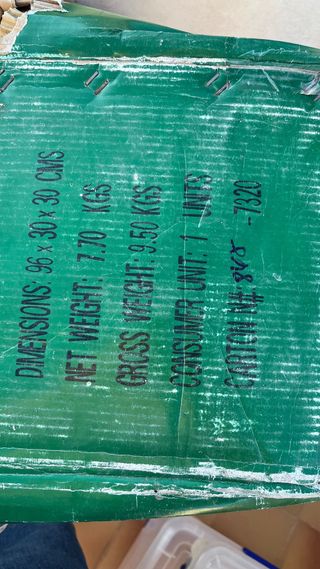 DIMENSIONS: 96 x 30 x 30 CMS
NET WEIGHT: 7.70 KGS
GROSS WEIGHT: 9.50 KGS
CONSUMER UNIT: 1 UNITS
CARTON N#: -7320